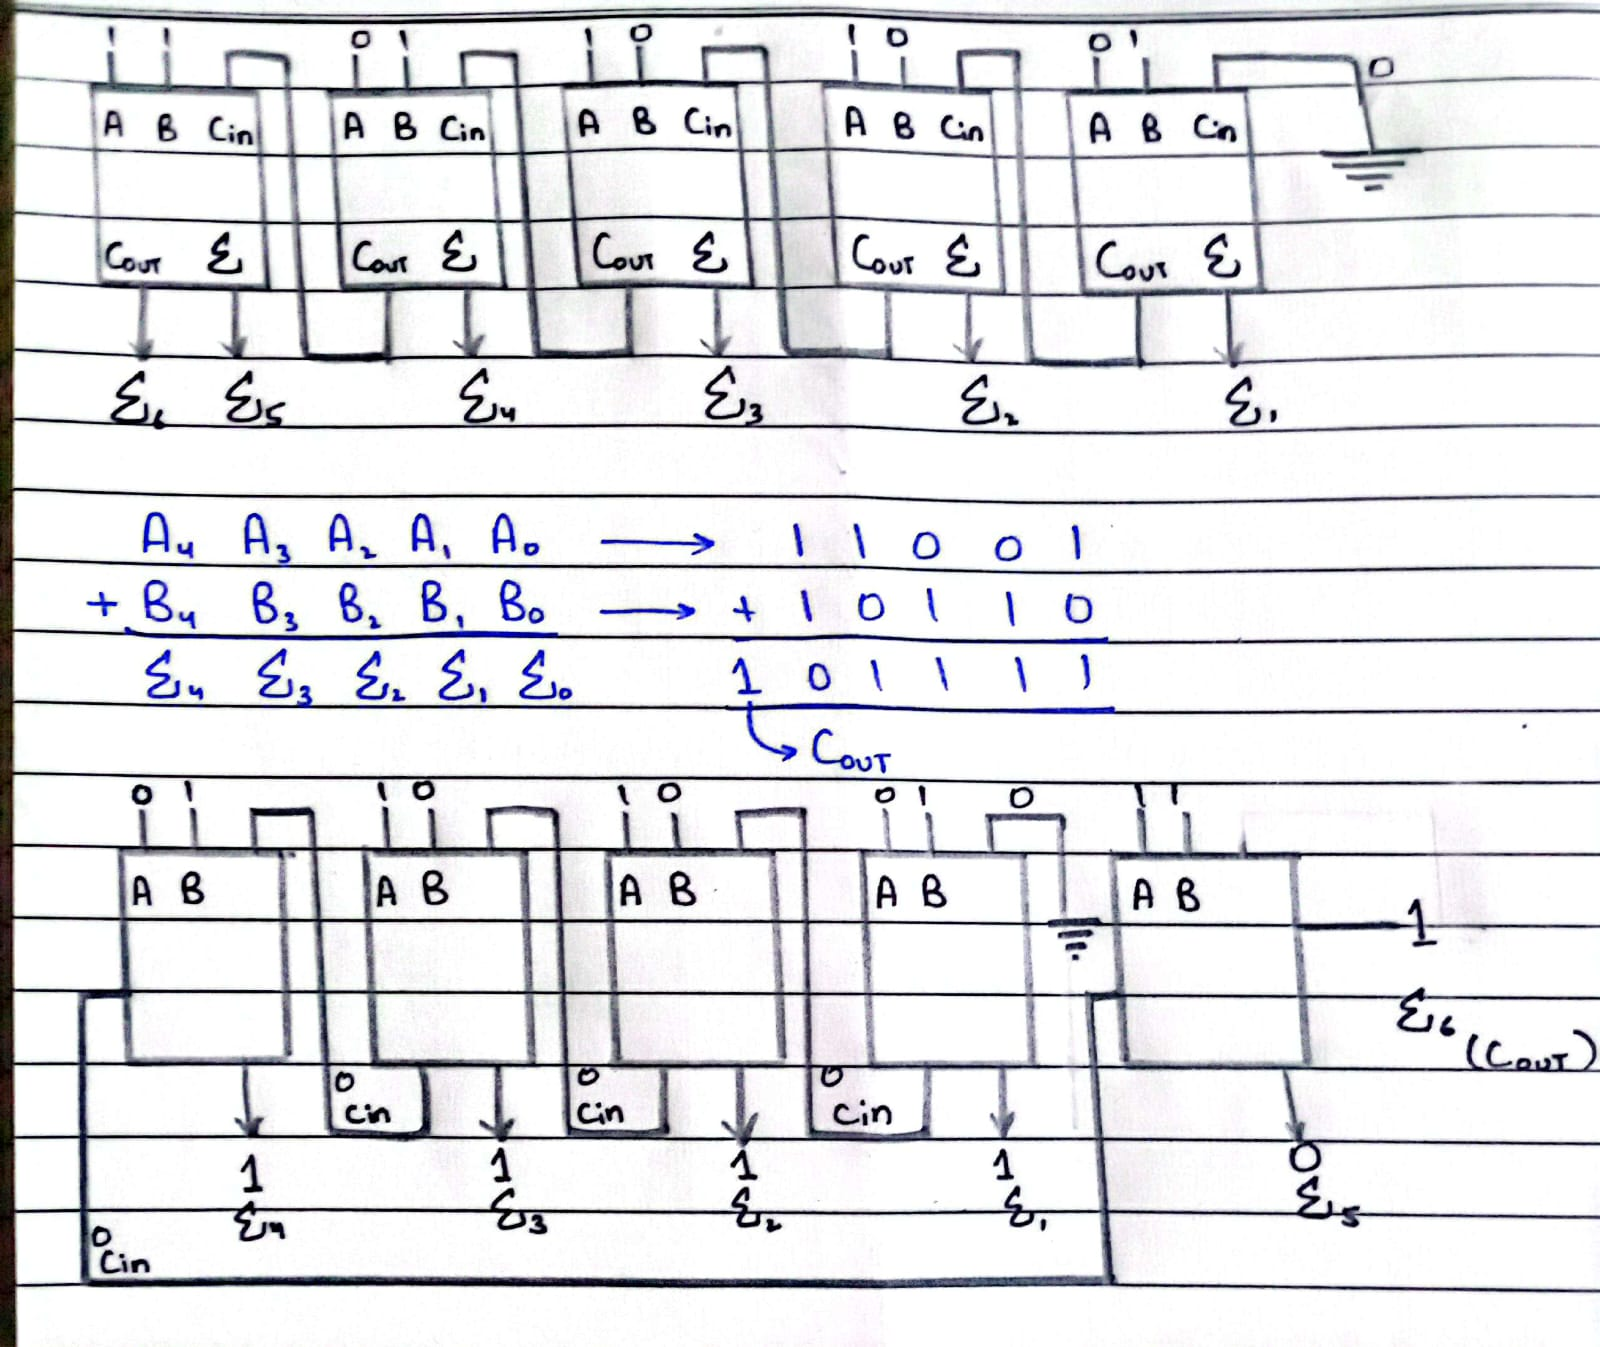 1 1 0 1 1 0 1 0 0 1 0
A B Cin A B Cin A B Cin A B Cin A B Cin
Cout Σ Cout Σ Cout Σ Cout Σ Cout Σ
Σ6 Σ5 Σ4 Σ3 Σ2 Σ1
A4 A3 A2 A1 A0 → 1 1 0 0 1
+ B4 B3 B2 B1 B0 → + 1 0 1 1 0
Σ4 Σ3 Σ2 Σ1 Σ0 1 0 1 1 1 1
Cout
0 1 1 0 1 0 0 1 0 1 1
A B A B A B A B A B
1
Σ6 (Cout)
0 0 0
Cin Cin Cin
1 1 1 1 0
Σ4 Σ3 Σ2 Σ1 Σ5
0
Cin